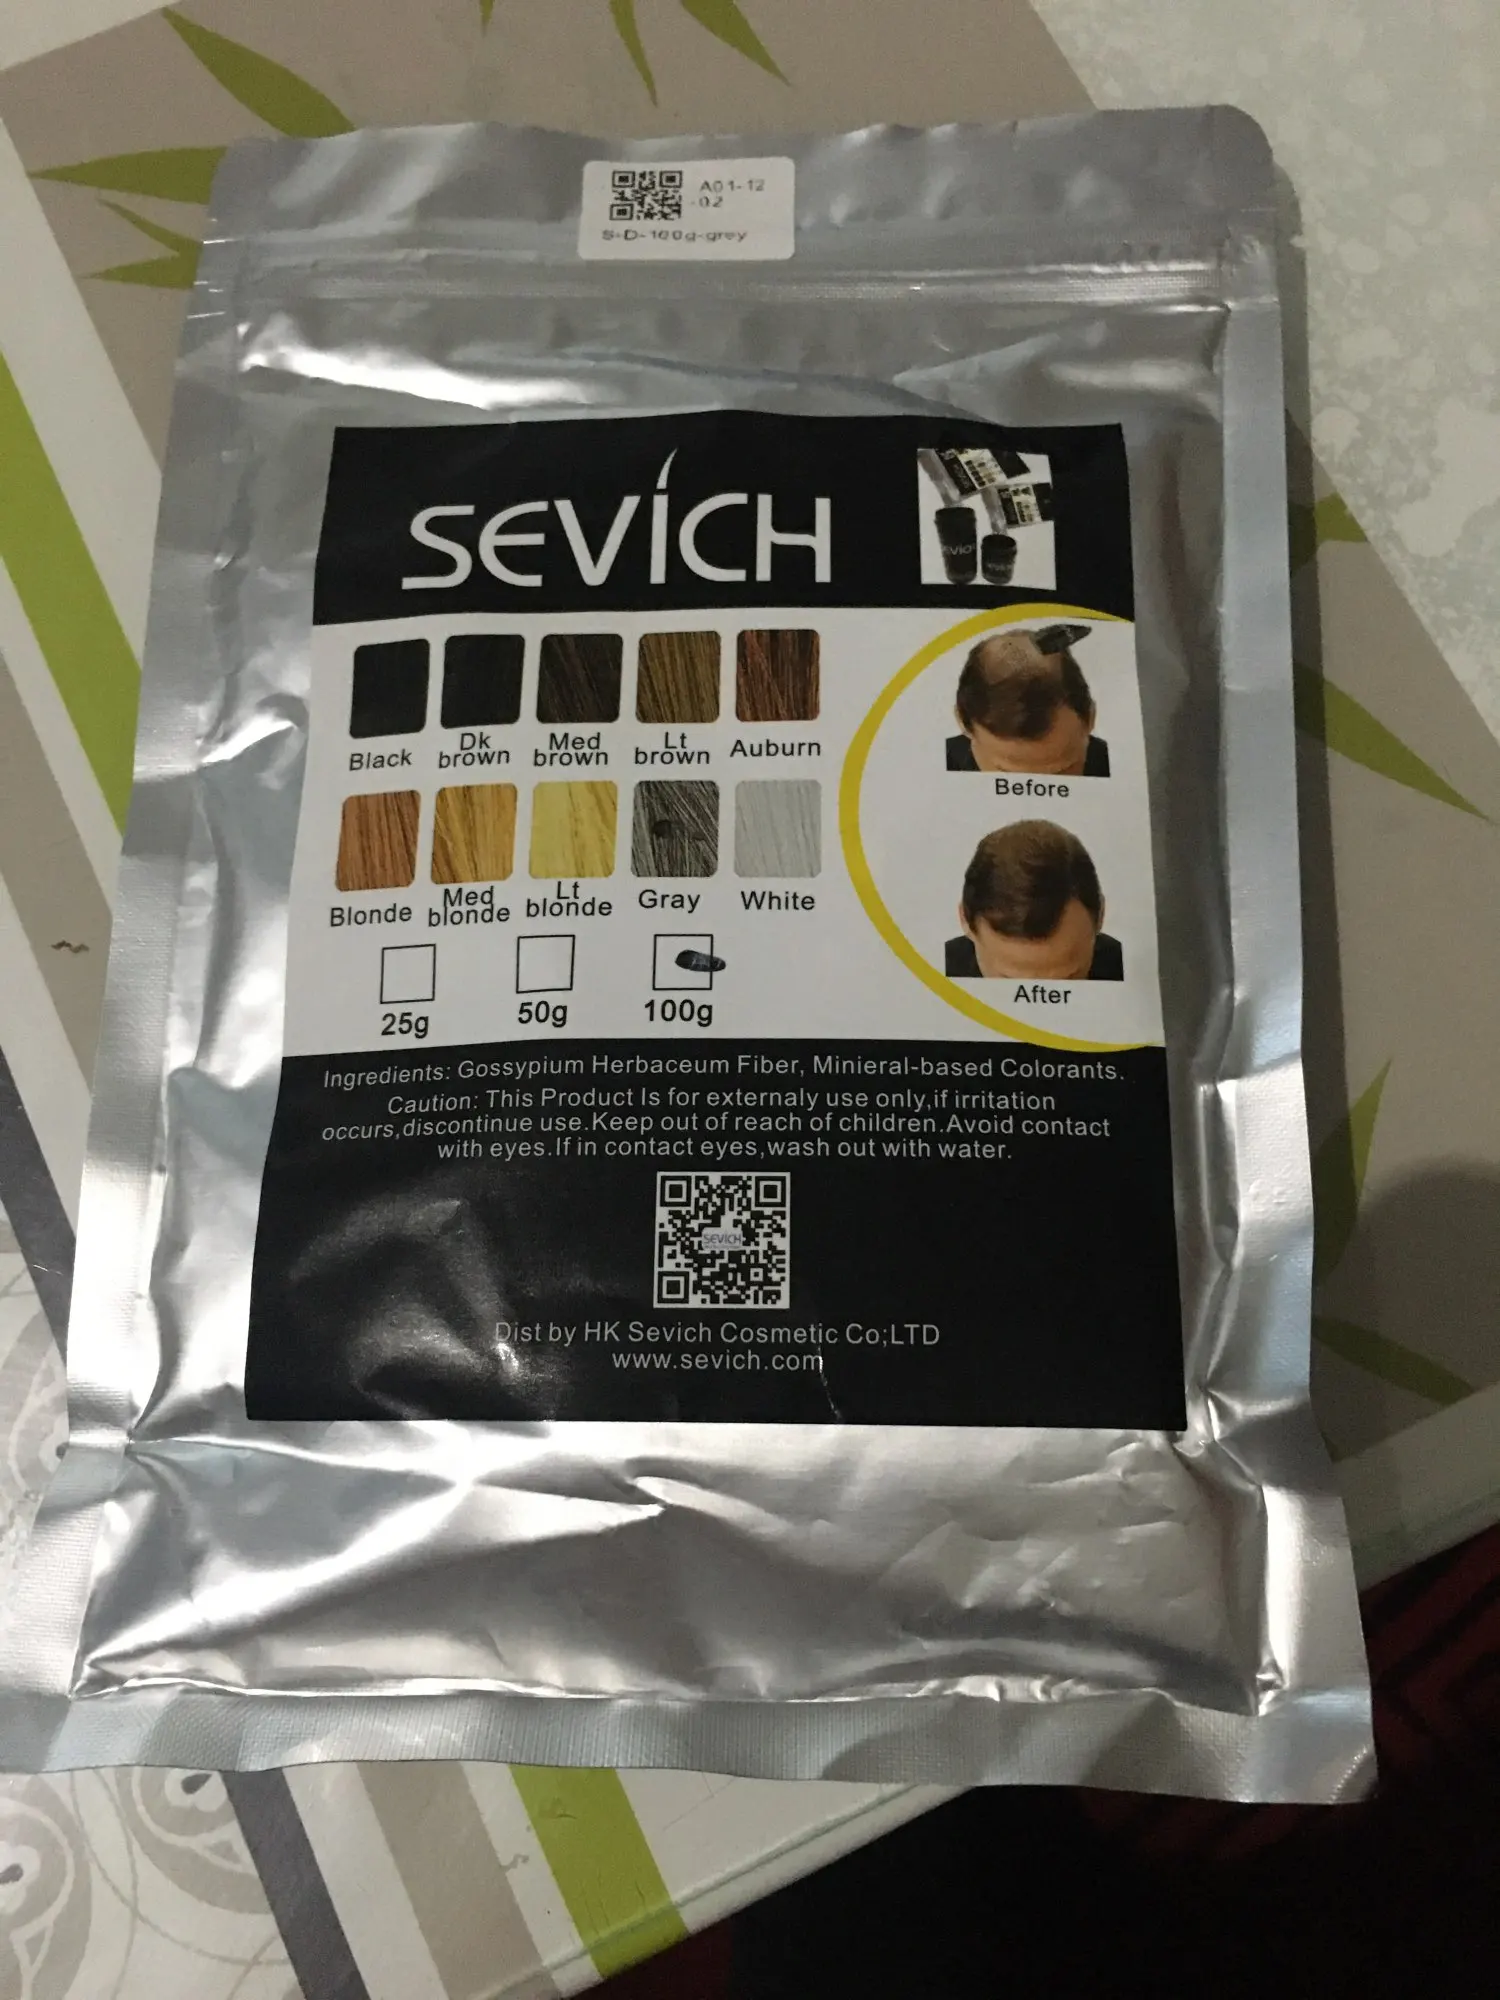 A01-12
-02
S-D-100g-grey
SEVICH
Black
Dk brown
Med brown
Lt brown
Auburn
Blonde
Med blonde
Lt blonde
Gray
White
25g
50g
100g
Before
After
Ingredients: Gossypium Herbaceum Fiber, Minieral-based Colorants.
Caution: This Product Is for externaly use only,if irritation
occurs,discontinue use.Keep out of reach of children.Avoid contact
with eyes.If in contact eyes,wash out with water.
SEVICH
Dist by HK Sevich Cosmetic Co;LTD
www.sevich.com